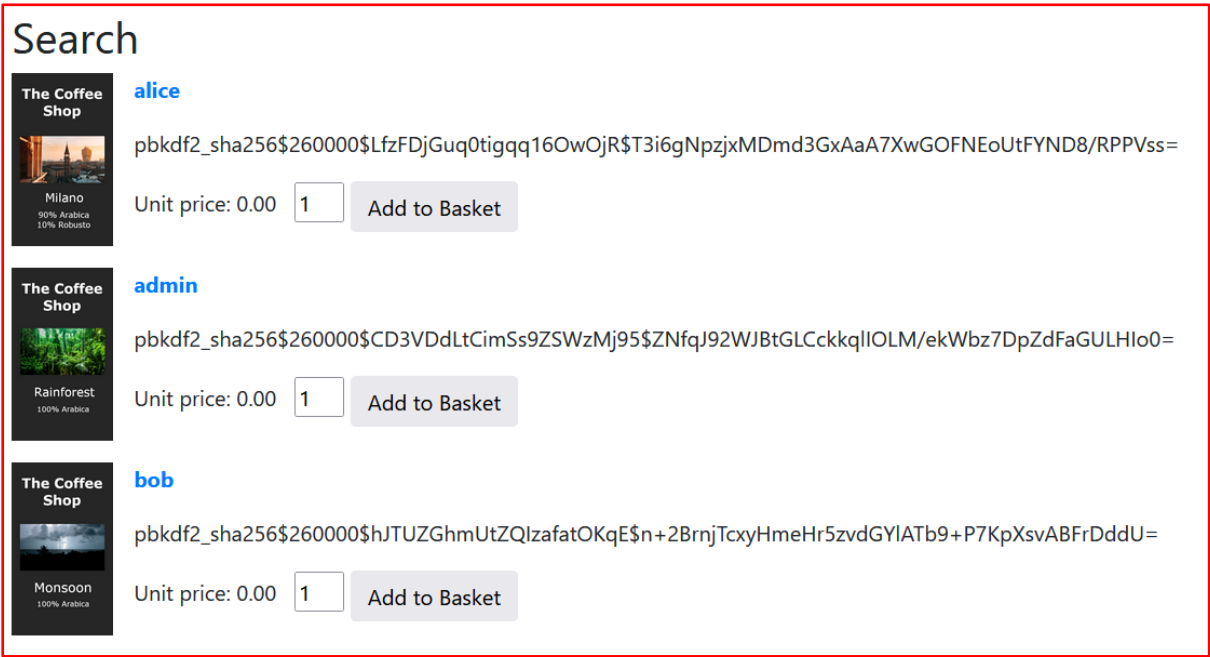 Search
The Coffee
Shop
Milano
90% Arabica
10% Robusto
alice
pbkdf2_sha256$260000$LfzFDjGuq0tigqq16OwOjR$T3i6gNpzjxMDmd3GxAaA7XwGOFNEoUtFYND8/RPPVss=
Unit price: 0.00 1 Add to Basket
The Coffee
Shop
Rainforest
100% Arabica
admin
pbkdf2_sha256$260000$CD3VDdLtCimSs9ZSWzMj95$ZNfqJ92WJBtGLCckkqlIOLM/ekWbz7DpZdFaGULHIo0=
Unit price: 0.00 1 Add to Basket
The Coffee
Shop
Monsoon
100% Arabica
bob
pbkdf2_sha256$260000$hJTUZGhmUtZQIzafatOKqE$n+2BrnjTcxyHmeHr5zvdGYlATb9+P7KpXsvABFrDddU=
Unit price: 0.00 1 Add to Basket